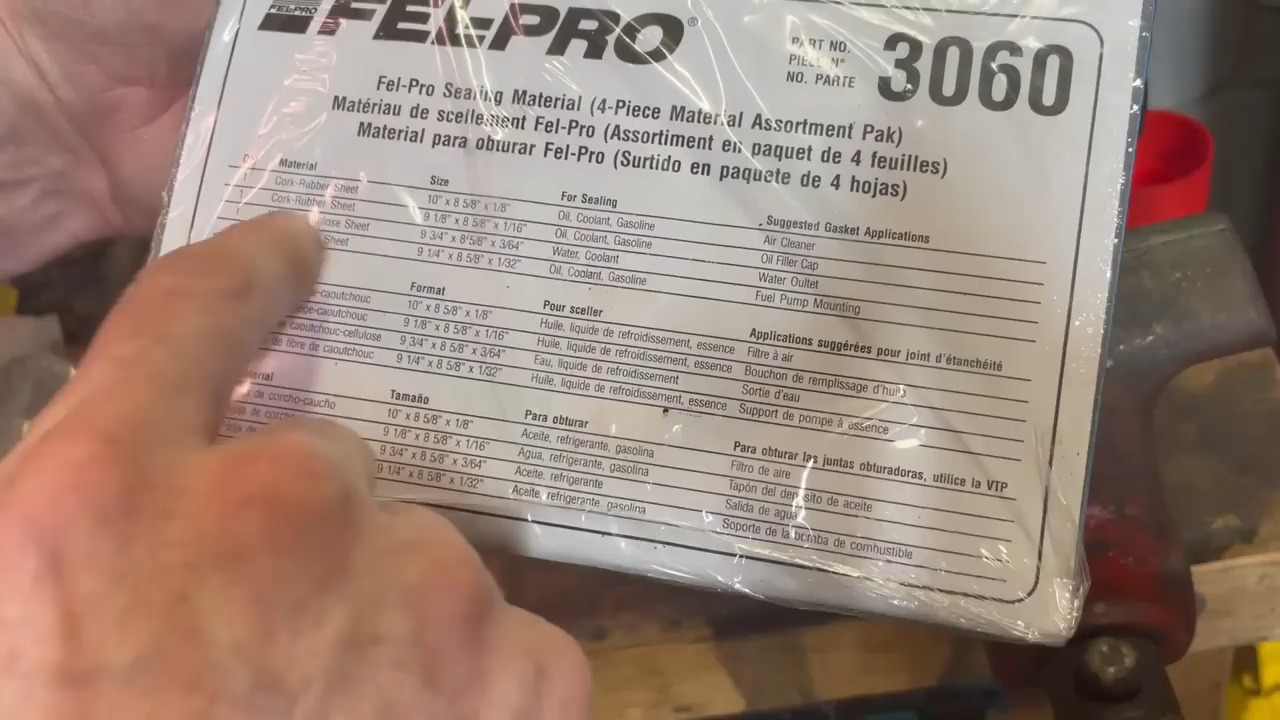 FEL-PRO
FEL-PRO®
PART NO.
PIECE N°
NO. PARTE
3060
Fel-Pro Sealing Material (4-Piece Material Assortment Pak)
Matériau de scellement Fel-Pro (Assortiment en paquet de 4 feuilles)
Material para obturar Fel-Pro (Surtido en paquete de 4 hojas)
Material Size For Sealing Suggested Gasket Applications
1 Cork-Rubber Sheet 10" x 8 5/8" x 1/8" Oil, Coolant, Gasoline Air Cleaner
1 Cork-Rubber Sheet 9 1/8" x 8 5/8" x 1/16" Oil, Coolant, Gasoline Oil Filler Cap
Sheet 9 3/4" x 8 5/8" x 3/64" Water, Coolant Water Oultet
Sheet 9 1/4" x 8 5/8" x 1/32" Oil, Coolant, Gasoline Fuel Pump Mounting
Format Pour sceller Applications suggérées pour joint d'étanchéité
10" x 8 5/8" x 1/8" Huile, liquide de refroidissement, essence Filtre à air
9 1/8" x 8 5/8" x 1/16" Huile, liquide de refroidissement, essence Bouchon de remplissage d'huile
caoutchouc-cellulose 9 3/4" x 8 5/8" x 3/64" Eau, liquide de refroidissement Sortie d'eau
de fibre de caoutchouc 9 1/4" x 8 5/8" x 1/32" Huile, liquide de refroidissement, essence Support de pompe à essence
Tamaño Para obturar Para obturar las juntas obturadoras, utilice la VTP
de corcho-caucho 10" x 8 5/8" x 1/8" Aceite, refrigerante, gasolina Filtro de aire
9 1/8" x 8 5/8" x 1/16" Agua, refrigerante, gasolina Tapón del depósito de aceite
9 3/4" x 8 5/8" x 3/64" Aceite, refrigerante Salida de agua
9 1/4" x 8 5/8" x 1/32" Aceite, refrigerante, gasolina Soporte de la bomba de combustible